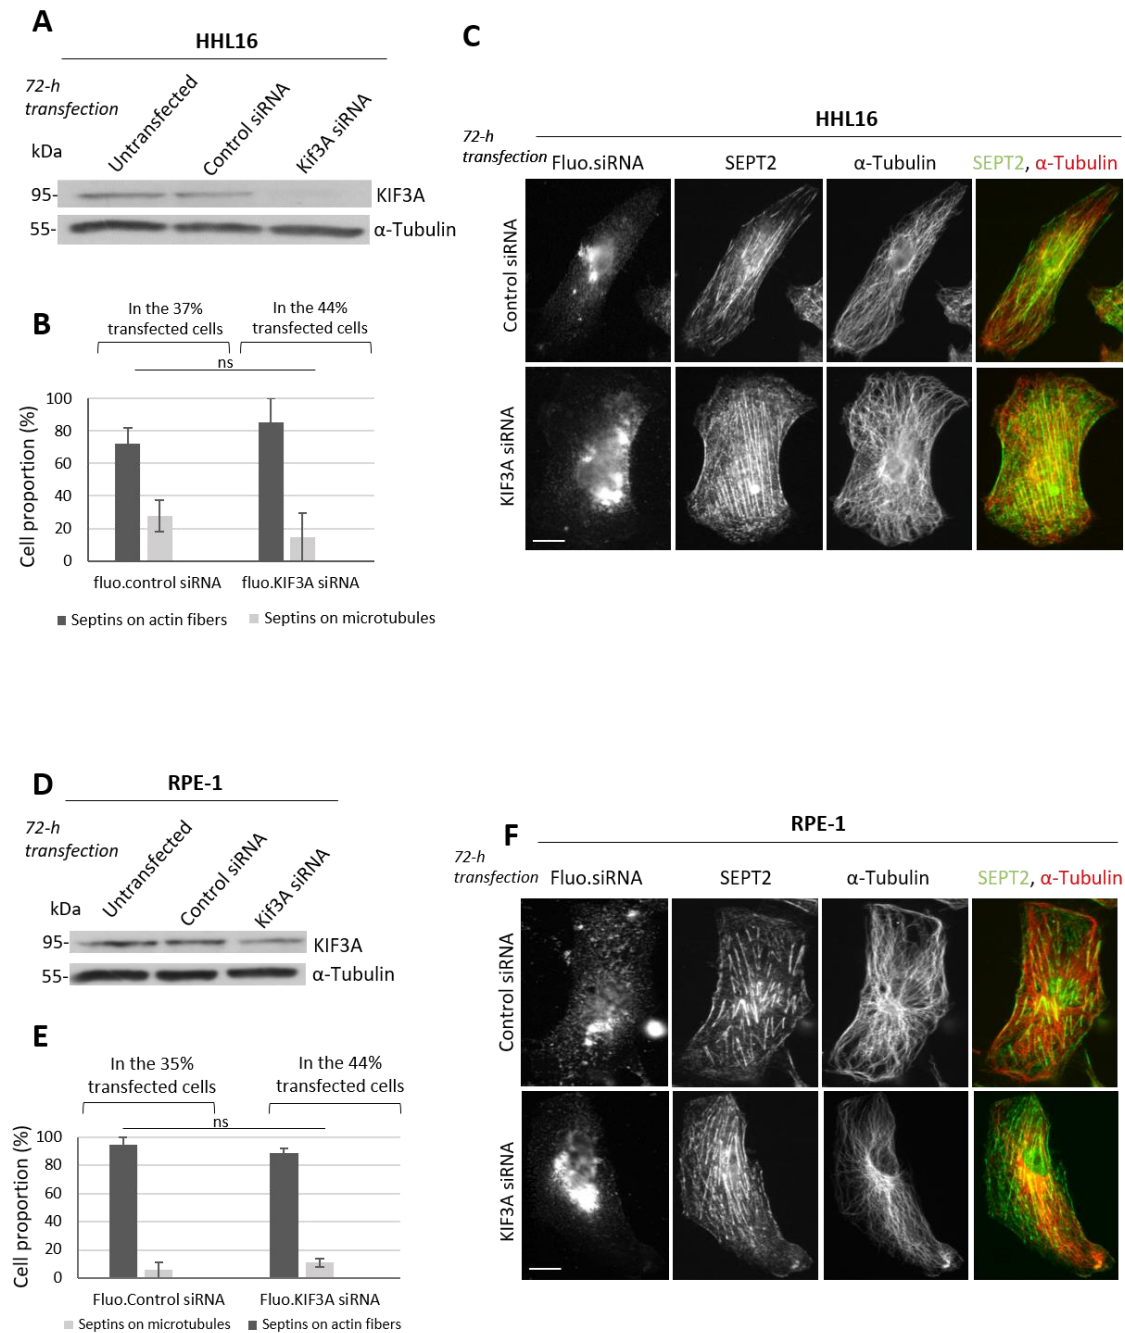 A
HHL16
72-h
transfection
Untransfected
Control siRNA
Kif3A siRNA
kDa
95-
KIF3A
55-
α-Tubulin
B
In the 37%
transfected cells
In the 44%
transfected cells
ns
Cell proportion (%)
100
80
60
40
20
0
fluo.control siRNA
fluo.KIF3A siRNA
Septins on actin fibers
Septins on microtubules
C
HHL16
72-h
transfection
Fluo.siRNA
SEPT2
α-Tubulin
SEPT2, α-Tubulin
Control siRNA
KIF3A siRNA
D
RPE-1
72-h
transfection
Untransfected
Control siRNA
Kif3A siRNA
kDa
95-
KIF3A
55-
α-Tubulin
E
In the 35%
transfected cells
In the 44%
transfected cells
ns
Cell proportion (%)
100
80
60
40
20
0
Fluo.Control siRNA
Fluo.KIF3A siRNA
Septins on microtubules
Septins on actin fibers
F
RPE-1
72-h
transfection
Fluo.siRNA
SEPT2
α-Tubulin
SEPT2, α-Tubulin
Control siRNA
KIF3A siRNA